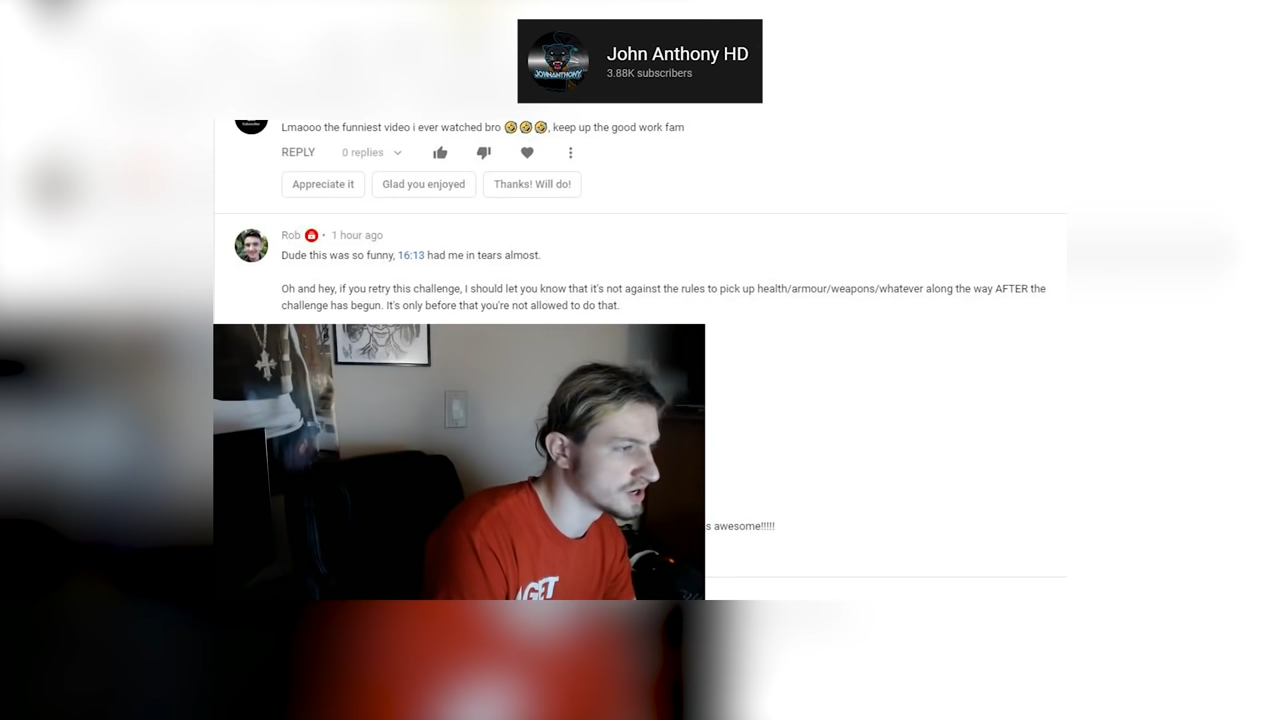 John Anthony HD
3.88K subscribers
JOHNANTHONY
Lmaooo the funniest video i ever watched bro 🤣🤣🤣, keep up the good work fam
REPLY 0 replies
Appreciate it Glad you enjoyed Thanks! Will do!
Rob • 1 hour ago
Dude this was so funny, 16:13 had me in tears almost.
Oh and hey, if you retry this challenge, I should let you know that it's not against the rules to pick up health/armour/weapons/whatever along the way AFTER the
challenge has begun. It's only before that you're not allowed to do that.
s awesome!!!!!